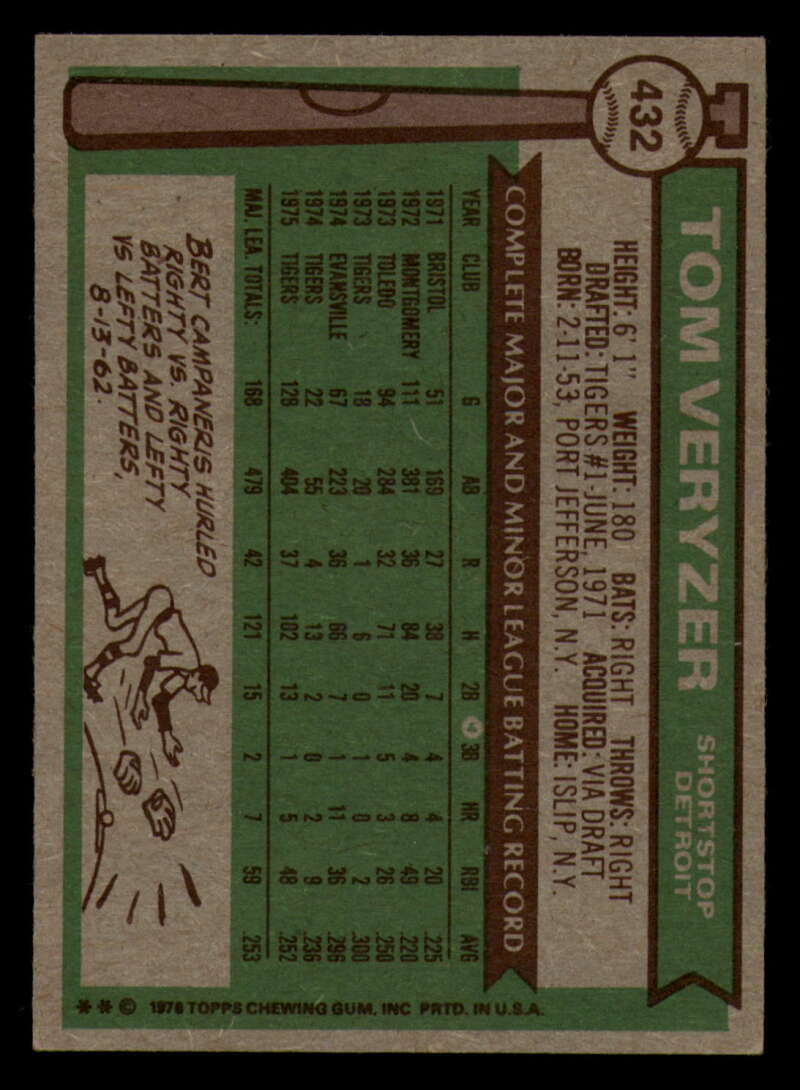 432
TOM VERYZER
SHORTSTOP
DETROIT
HEIGHT: 6' 1" WEIGHT: 180 BATS: RIGHT THROWS: RIGHT
DRAFTED: TIGERS #1-JUNE, 1971 ACQUIRED: VIA DRAFT
BORN: 2-11-53, PORT JEFFERSON, N.Y. HOME: ISLIP, N.Y.
COMPLETE MAJOR AND MINOR LEAGUE BATTING RECORD
YEAR CLUB G AB R H 2B 3B HR RBI AVG
1971 BRISTOL 51 169 27 38 7 4 4 20 .225
1972 MONTGOMERY 111 381 36 84 20 4 8 49 .220
1973 TOLEDO 94 284 32 71 11 5 3 26 .250
1973 TIGERS 18 20 1 6 0 1 0 2 .300
1974 EVANSVILLE 67 223 36 66 7 1 11 36 .296
1974 TIGERS 22 55 4 13 2 0 2 9 .236
1975 TIGERS 128 404 37 102 13 1 5 48 .252
MAJ. LEA. TOTALS: 168 479 42 121 15 2 7 59 .253
BERT CAMPANERIS HURLED
RIGHTY VS. RIGHTY
BATTERS AND LEFTY
VS LEFTY BATTERS,
8-13-62.
** © 1976 TOPPS CHEWING GUM, INC PRTD. IN U.S.A.